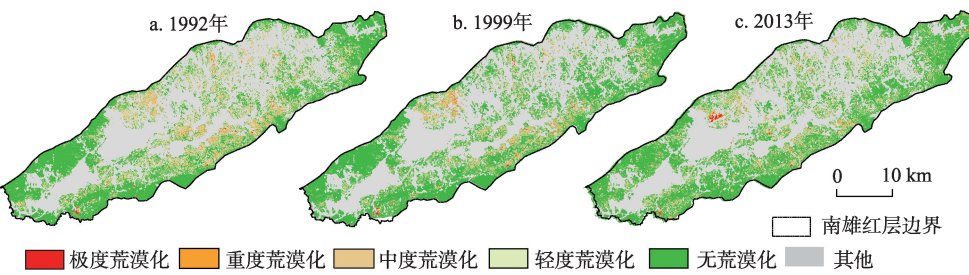 a. 1992年
b. 1999年
c. 2013年
0 10 km
南雄红层边界
极度荒漠化 重度荒漠化 中度荒漠化 轻度荒漠化 无荒漠化 其他